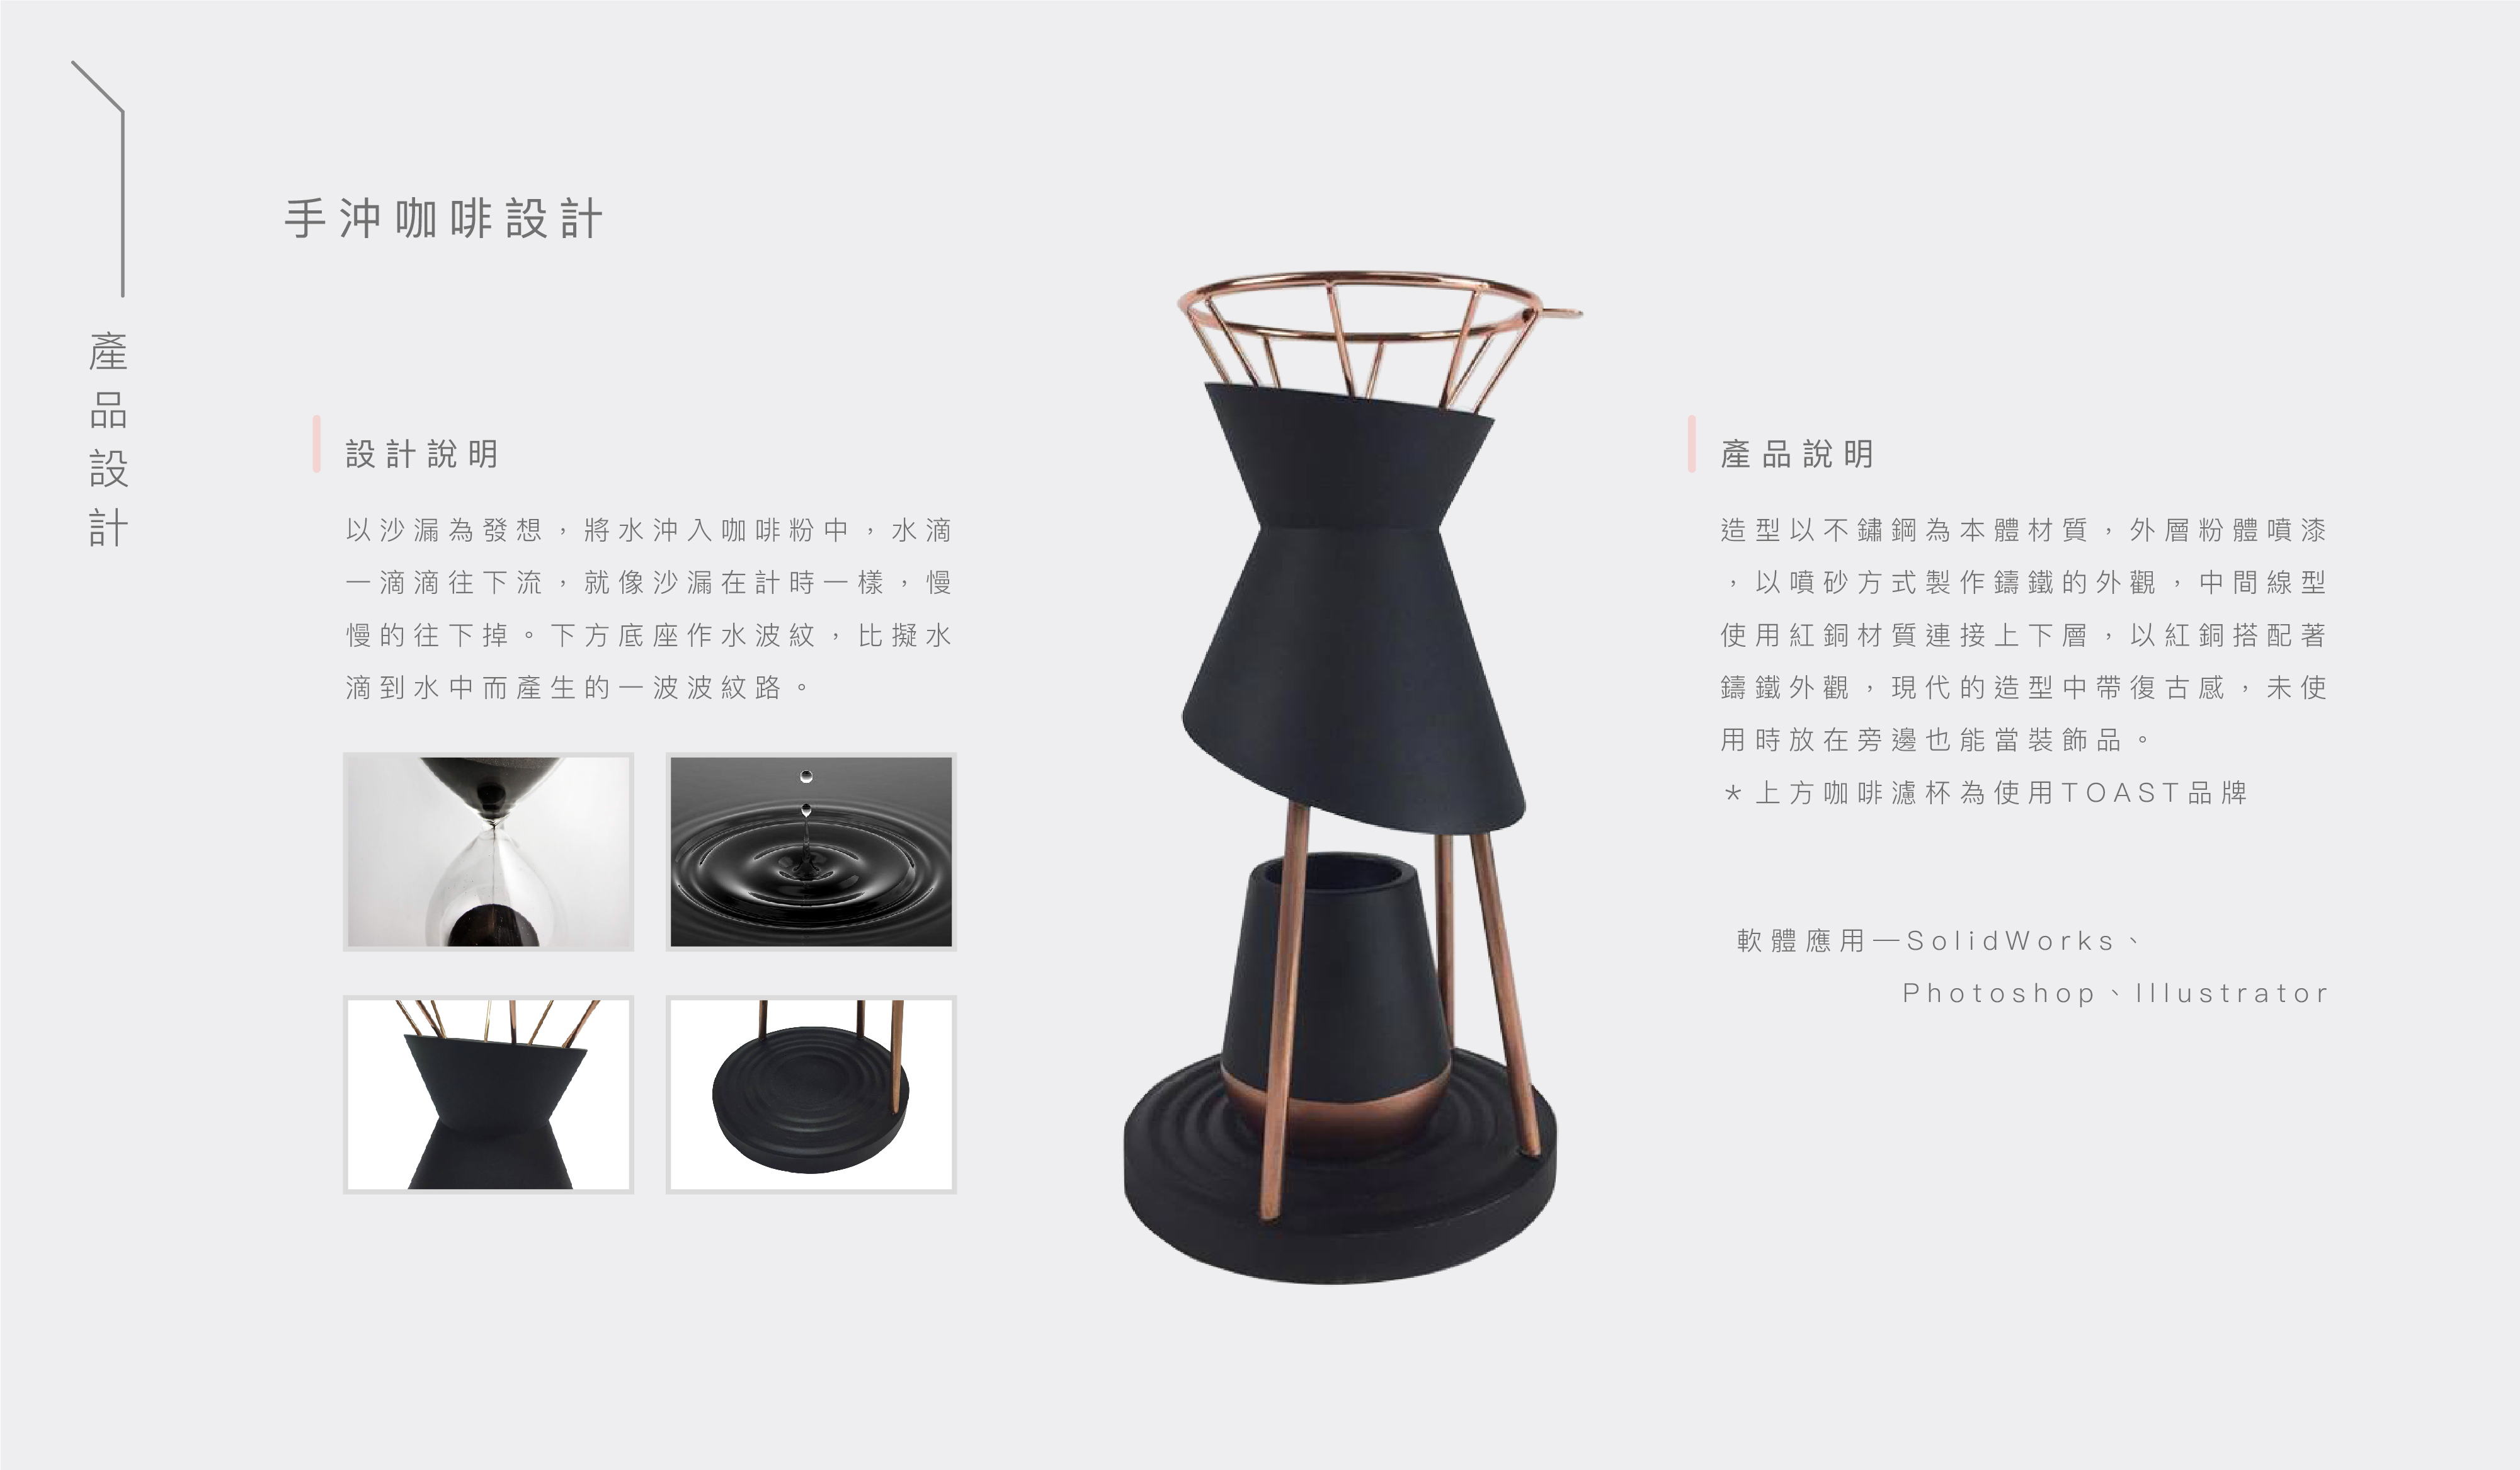 產品設計
手沖咖啡設計
設計說明
以沙漏為發想，將水沖入咖啡粉中，水滴
一滴滴往下流，就像沙漏在計時一樣，慢
慢的往下掉。下方底座作水波紋，比擬水
滴到水中而產生的一波波紋路。
產品說明
造型以不鏽鋼為本體材質，外層粉體噴漆
，以噴砂方式製作鑄鐵的外觀，中間線型
使用紅銅材質連接上下層，以紅銅搭配著
鑄鐵外觀，現代的造型中帶復古感，未使
用時放在旁邊也能當裝飾品。
＊上方咖啡濾杯為使用TOAST品牌
軟體應用—SolidWorks、
Photoshop、Illustrator